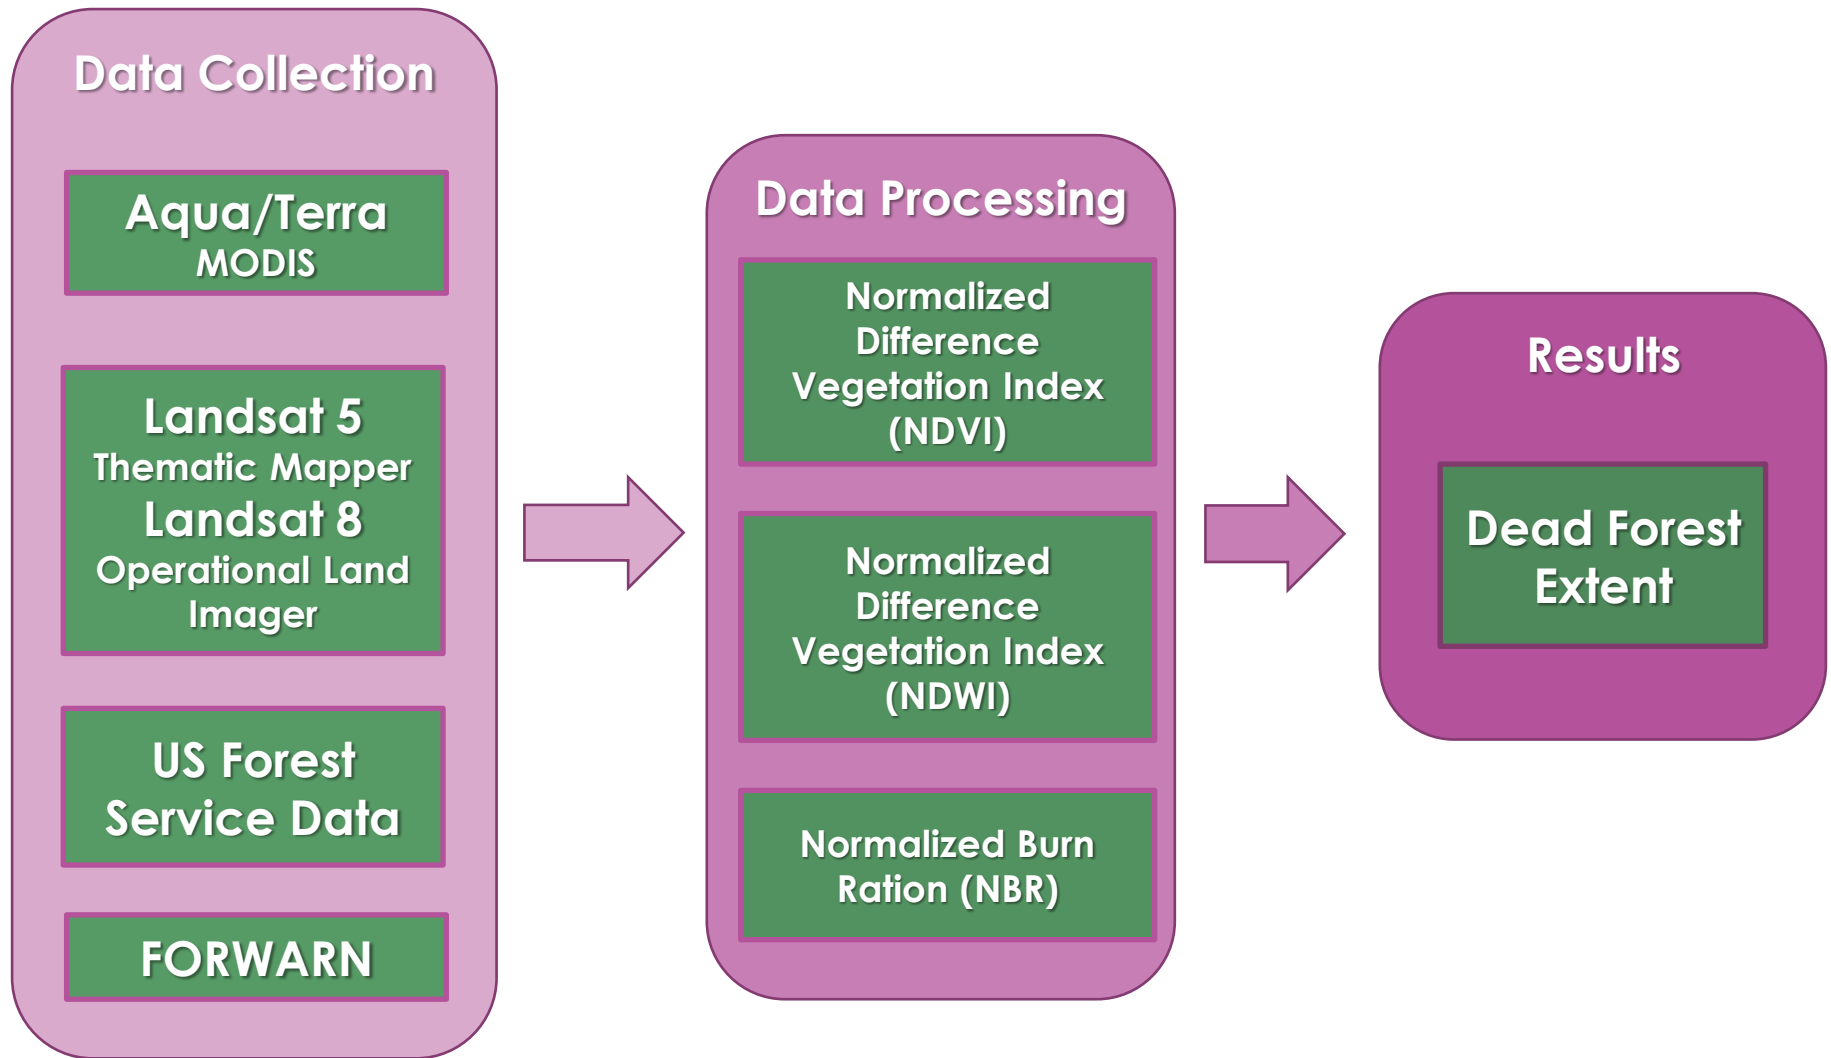 Data Collection
Aqua/Terra
MODIS
Landsat 5
Thematic Mapper
Landsat 8
Operational Land
Imager
US Forest
Service Data
FORWARN
Data Processing
Normalized
Difference
Vegetation Index
(NDVI)
Normalized
Difference
Vegetation Index
(NDWI)
Normalized Burn
Ration (NBR)
Results
Dead Forest
Extent